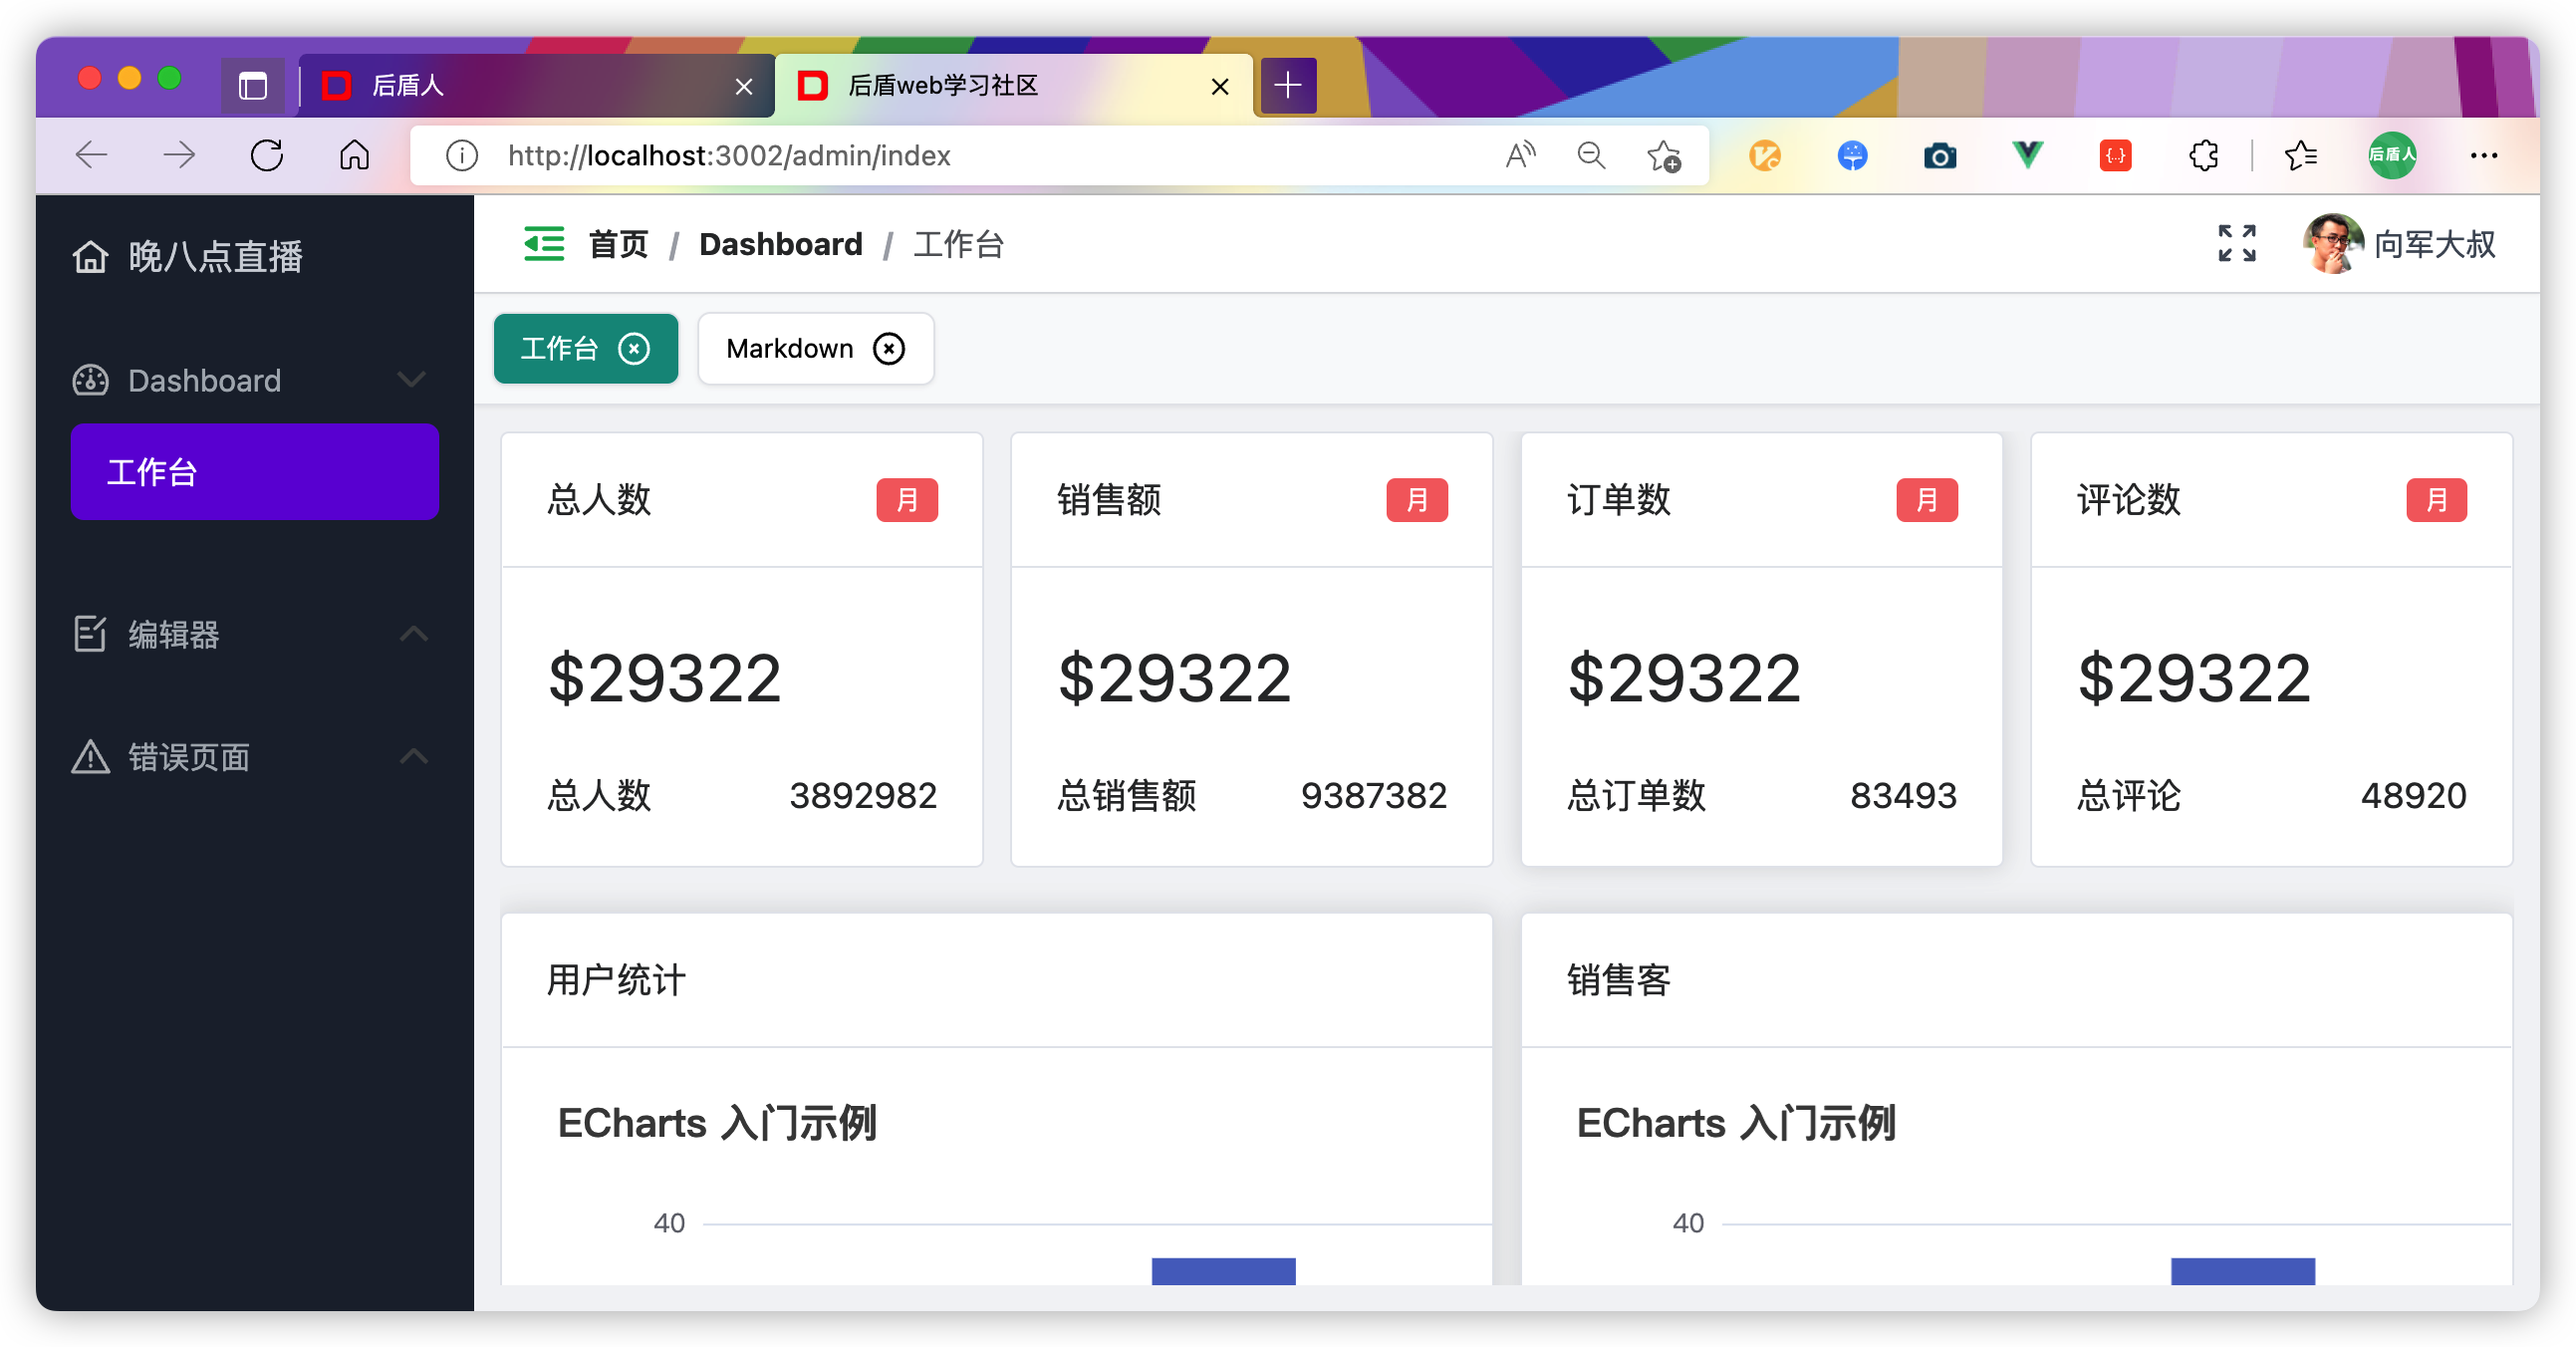 后盾人
后盾web学习社区
http://localhost:3002/admin/index
后盾人
晚八点直播
首页 / Dashboard / 工作台
向军大叔
工作台
Markdown
Dashboard
工作台
编辑器
错误页面
总人数 月
$29322
总人数 3892982
销售额 月
$29322
总销售额 9387382
订单数 月
$29322
总订单数 83493
评论数 月
$29322
总评论 48920
用户统计
ECharts 入门示例
40
销售客
ECharts 入门示例
40